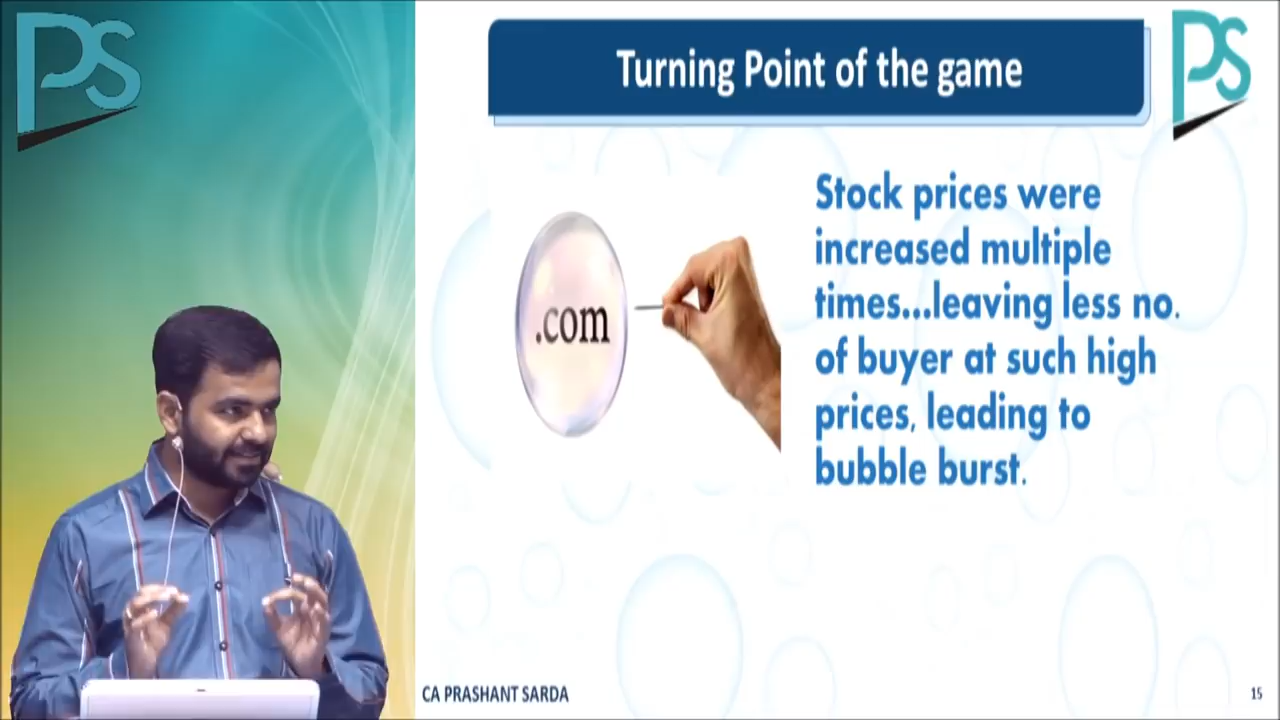 PS
Turning Point of the game
PS
Stock prices were
increased multiple
times...leaving less no.
of buyer at such high
prices, leading to
bubble burst.
.com
CA PRASHANT SARDA
15